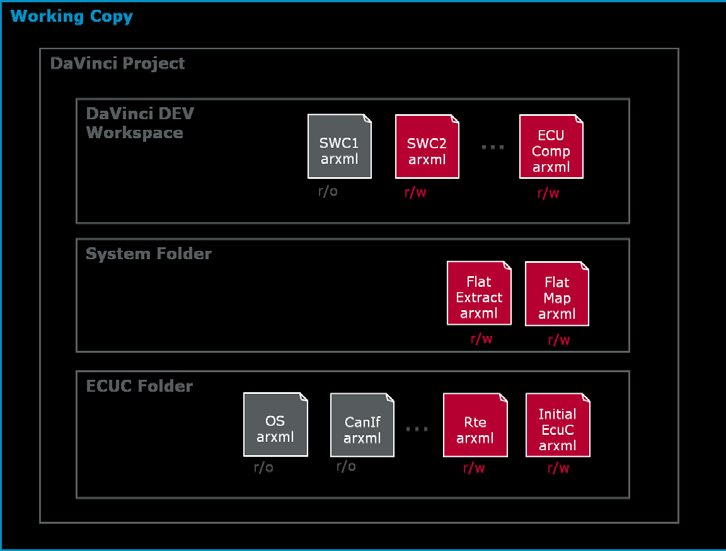 Working Copy
DaVinci Project
DaVinci DEV
Workspace
SWC1
arxml
r/o
SWC2
arxml
r/w
...
ECU
Comp
arxml
r/w
System Folder
Flat
Extract
arxml
r/w
Flat
Map
arxml
r/w
ECUC Folder
OS
arxml
r/o
CanIf
arxml
r/o
...
Rte
arxml
r/w
Initial
EcuC
arxml
r/w